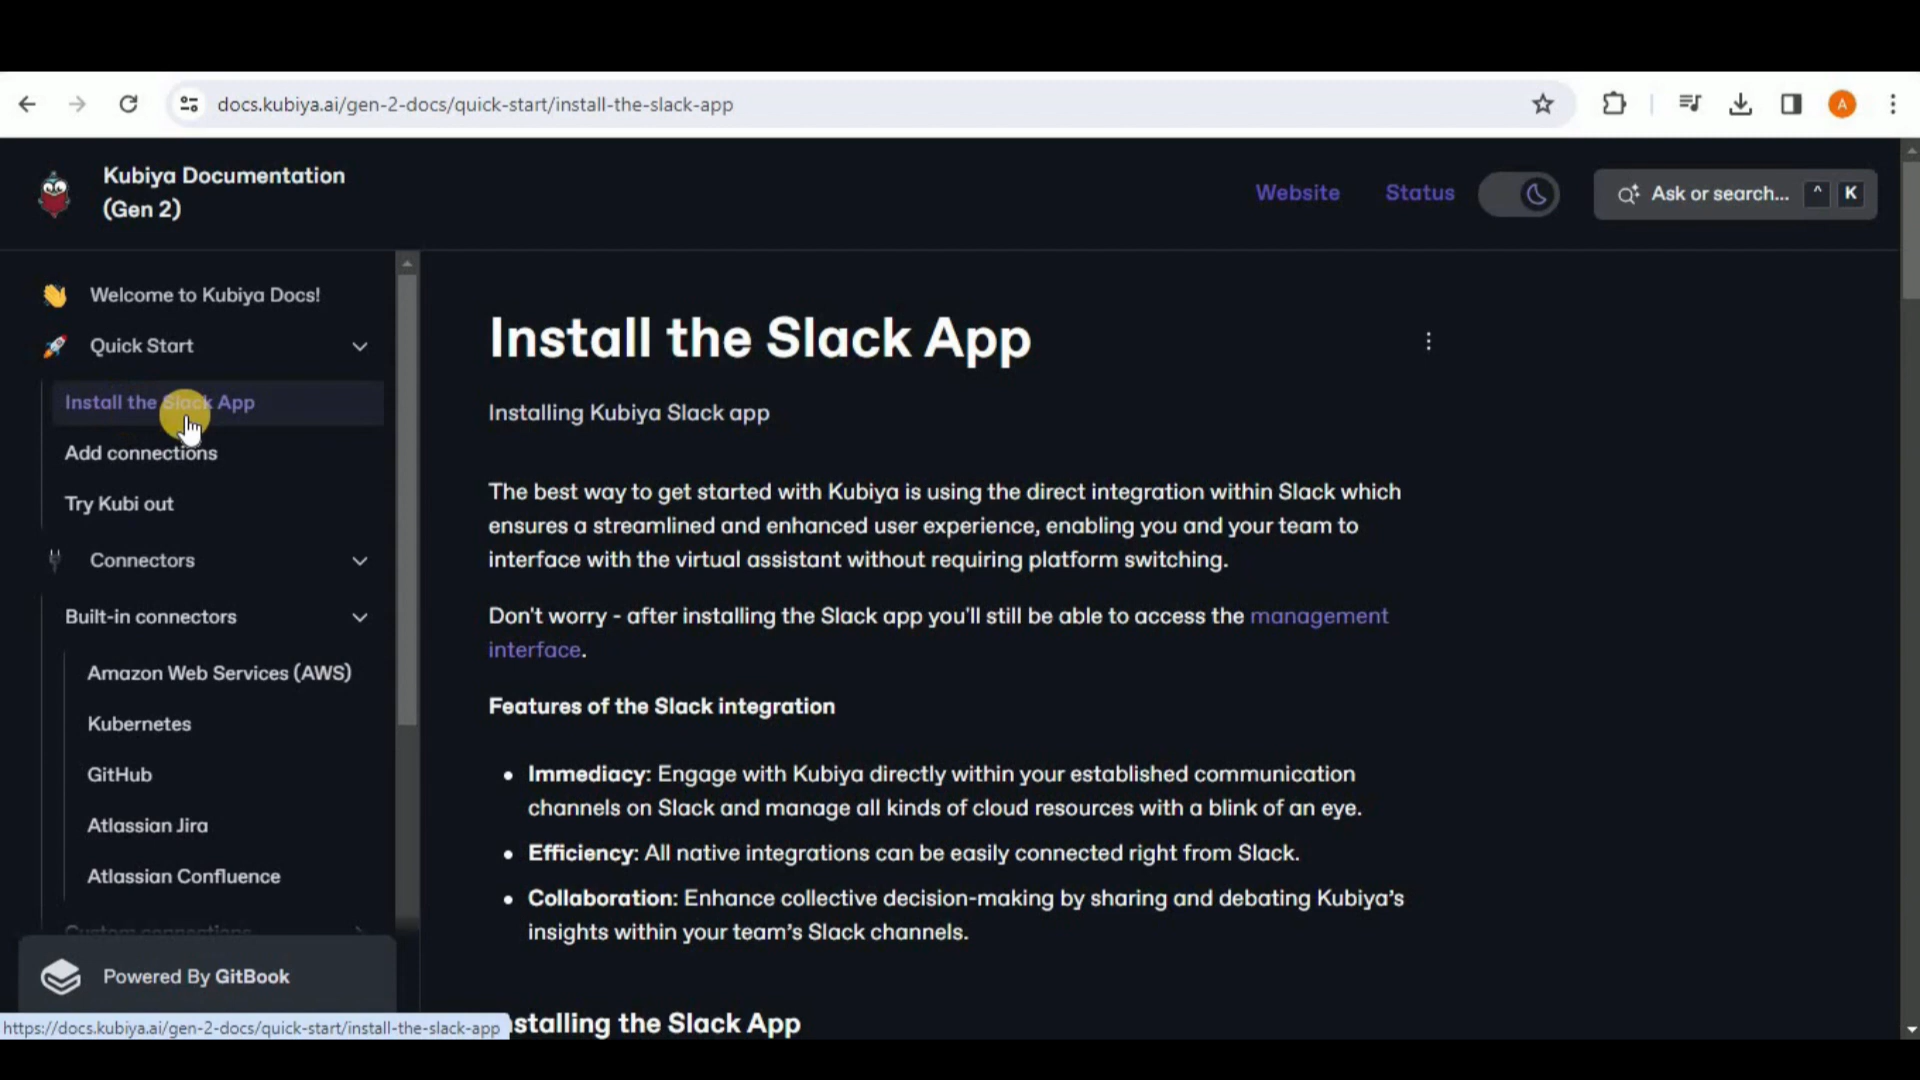 docs.kubiya.ai/gen-2-docs/quick-start/install-the-slack-app
A
Kubiya Documentation
(Gen 2)
Website
Status
Ask or search...
^
K
Welcome to Kubiya Docs!
Quick Start
Install the Slack App
Add connections
Try Kubi out
Connectors
Built-in connectors
Amazon Web Services (AWS)
Kubernetes
GitHub
Atlassian Jira
Atlassian Confluence
Custom connections
Powered By GitBook
https://docs.kubiya.ai/gen-2-docs/quick-start/install-the-slack-app
Install the Slack App
Installing Kubiya Slack app
The best way to get started with Kubiya is using the direct integration within Slack which
ensures a streamlined and enhanced user experience, enabling you and your team to
interface with the virtual assistant without requiring platform switching.
Don't worry - after installing the Slack app you'll still be able to access the management
interface.
Features of the Slack integration
• Immediacy: Engage with Kubiya directly within your established communication
channels on Slack and manage all kinds of cloud resources with a blink of an eye.
• Efficiency: All native integrations can be easily connected right from Slack.
• Collaboration: Enhance collective decision-making by sharing and debating Kubiya's
insights within your team's Slack channels.
stalling the Slack App